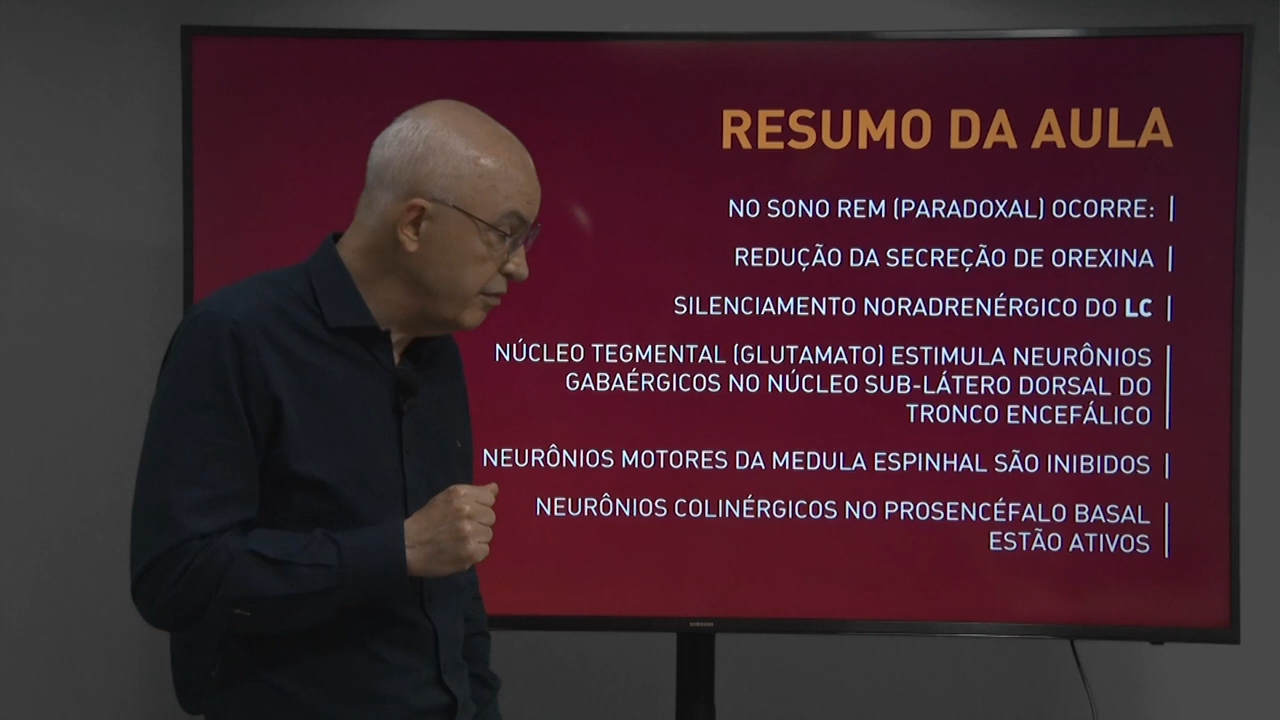 RESUMO DA AULA
NO SONO REM (PARADOXAL) OCORRE:
REDUÇÃO DA SECREÇÃO DE OREXINA
SILENCIAMENTO NORADRENÉRGICO DO LC
NÚCLEO TEGMENTAL (GLUTAMATO) ESTIMULA NEURÔNIOS
GABAÉRGICOS NO NÚCLEO SUB-LÁTERO DORSAL DO
TRONCO ENCEFÁLICO
NEURÔNIOS MOTORES DA MEDULA ESPINHAL SÃO INIBIDOS
NEURÔNIOS COLINÉRGICOS NO PROSENCÉFALO BASAL
ESTÃO ATIVOS
SAMSUNG